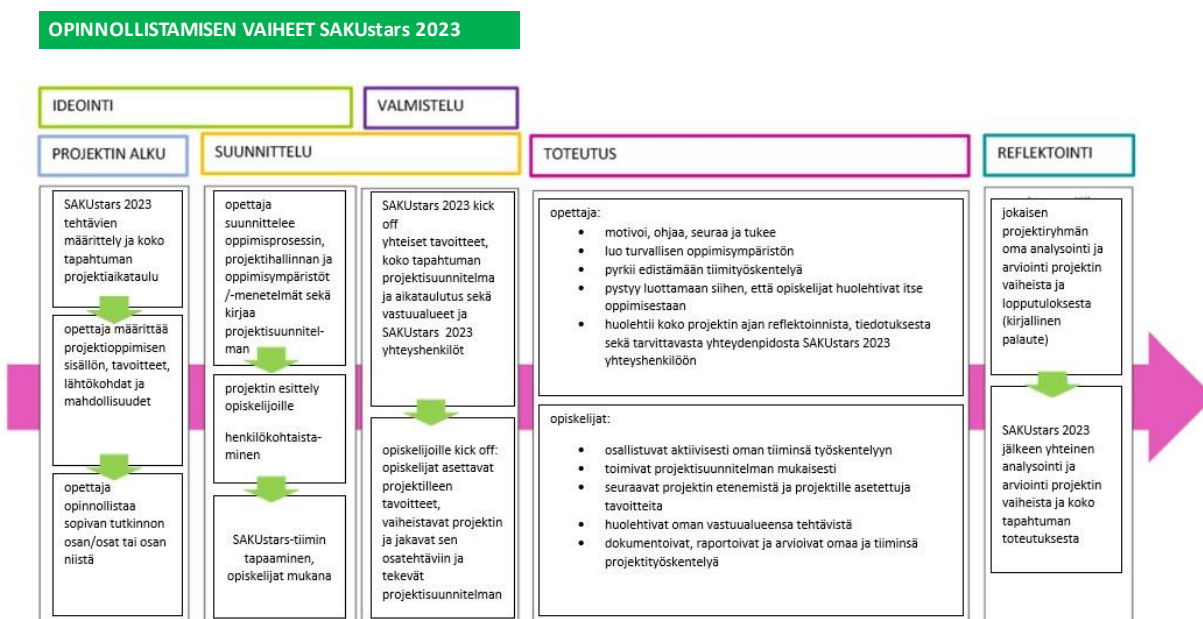 OPINNOLLISTAMISEN VAIHEET SAKUstars 2023
IDEOINTI
VALMISTELU
PROJEKTIN ALKU
SUUNNITTELU
TOTEUTUS
REFLEKTOINTI
SAKUstars 2023
tehtävien
määrittely ja koko
tapahtuman
projektiaikataulu
opettaja määrittää
projektioppimisen
sisällön, tavoitteet,
lähtökohdat ja
mahdollisuudet
opettaja
opinnollistaa
sopivan tutkinnon
osan/osat tai osan
niistä
opettaja
suunnittelee
oppimisprosessin,
projektihallinnan ja
oppimisympäristöt
/-menetelmät sekä
kirjaa
projektisuunnitel-
man
projektin esittely
opiskelijoille
henkilökohtaista-
minen
SAKUstars-tiimin
tapaaminen,
opiskelijat mukana
SAKUstars 2023 kick
off
yhteiset tavoitteet,
koko tapahtuman
projektisuunnitelma
ja aikataulutus sekä
vastuualueet ja
SAKUstars 2023
yhteyshenkilöt
opiskelijoille kick off:
opiskelijat asettavat
projektilleen
tavoitteet,
vaiheistavat projektin
ja jakavat sen
osatehtäviin ja
tekevät
projektisuunnitelman
opettaja:
• motivoi, ohjaa, seuraa ja tukee
• luo turvallisen oppimisympäristön
• pyrkii edistämään tiimityöskentelyä
• pystyy luottamaan siihen, että opiskelijat huolehtivat itse
oppimisestaan
• huolehtii koko projektin ajan reflektoinnista, tiedotuksesta
sekä tarvittavasta yhteydenpidosta SAKUstars 2023
yhteyshenkilöön
opiskelijat:
• osallistuvat aktiivisesti oman tiiminsä työskentelyyn
• toimivat projektisuunnitelman mukaisesti
• seuraavat projektin etenemistä ja projektille asetettuja
tavoitteita
• huolehtivat oman vastuualueensa tehtävistä
• dokumentoivat, raportoivat ja arvioivat omaa ja tiiminsä
projektityöskentelyä
jokaisen
projektiryhmän
oma analysointi ja
arviointi projektin
vaiheista ja
lopputuloksesta
(kirjallinen
palaute)
SAKUstars 2023
jälkeen yhteinen
analysointi ja
arviointi projektin
vaiheista ja koko
tapahtuman
toteutuksesta